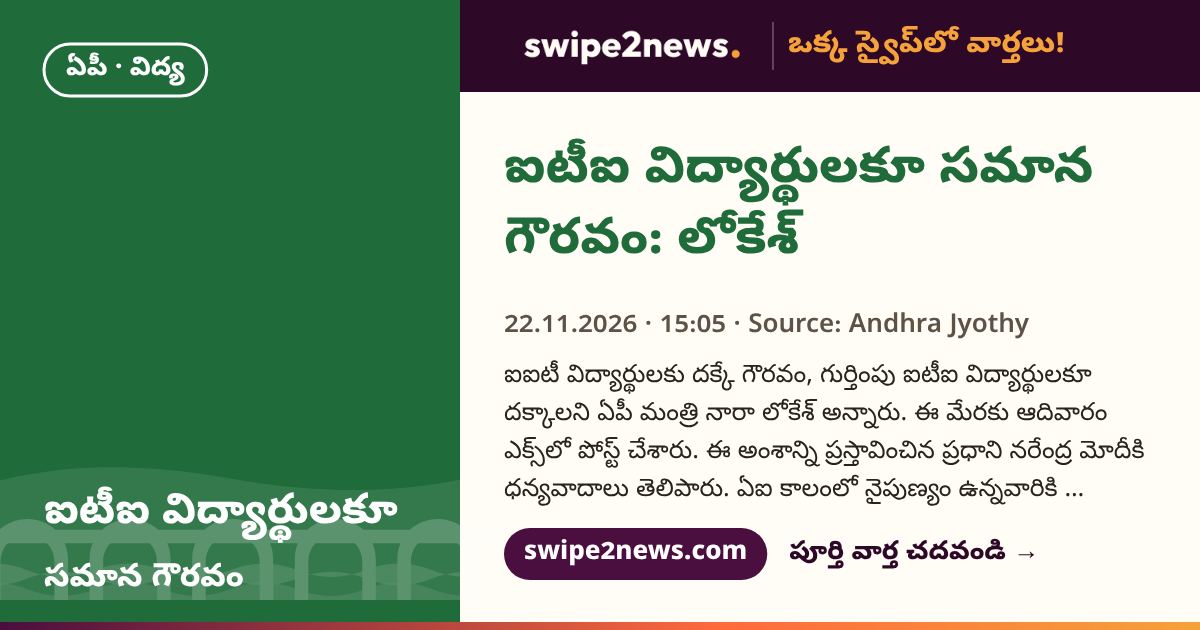 ఏపీ · విద్య
ఐటీఐ విద్యార్థులకూ
సమాన గౌరవం
swipe2news.
ఒక్క స్వైప్‌లో వార్తలు!
ఐటీఐ విద్యార్థులకూ సమాన
గౌరవం: లోకేశ్
22.11.2026 · 15:05 · Source: Andhra Jyothy
ఐఐటీ విద్యార్థులకు దక్కే గౌరవం, గుర్తింపు ఐటీఐ విద్యార్థులకూ
దక్కాలని ఏపీ మంత్రి నారా లోకేశ్ అన్నారు. ఈ మేరకు ఆదివారం
ఎక్స్‌లో పోస్ట్ చేశారు. ఈ అంశాన్ని ప్రస్తావించిన ప్రధాని నరేంద్ర మోదీకి
ధన్యవాదాలు తెలిపారు. ఏఐ కాలంలో నైపుణ్యం ఉన్నవారికి ...
swipe2news.com
పూర్తి వార్త చదవండి →